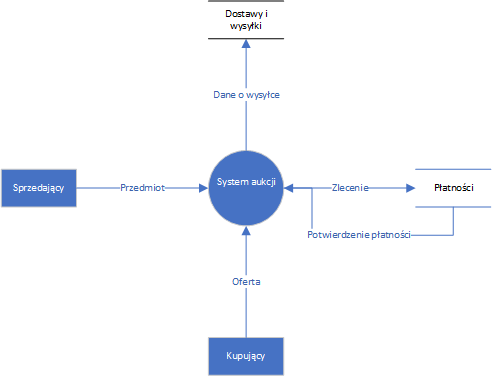 Dostawy i
wysyłki
Dane o wysyłce
System aukcji
Sprzedający
Przedmiot
Zlecenie
Płatności
Potwierdzenie płatności
Oferta
Kupujący